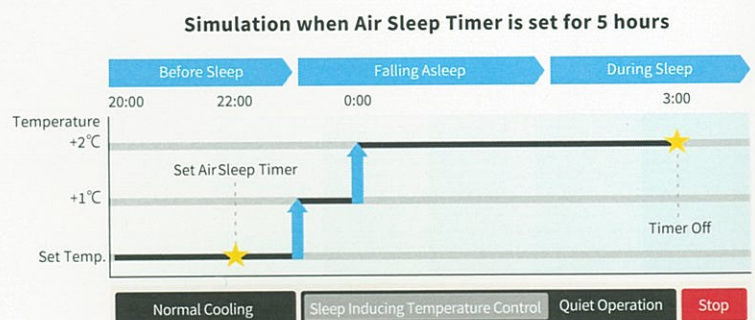 Simulation when Air Sleep Timer is set for 5 hours
Before Sleep
Falling Asleep
During Sleep
20:00
22:00
0:00
3:00
Temperature
+2℃
Set AirSleep Timer
+1℃
Timer Off
Set Temp.
Normal Cooling
Sleep Inducing Temperature Control
Quiet Operation
Stop